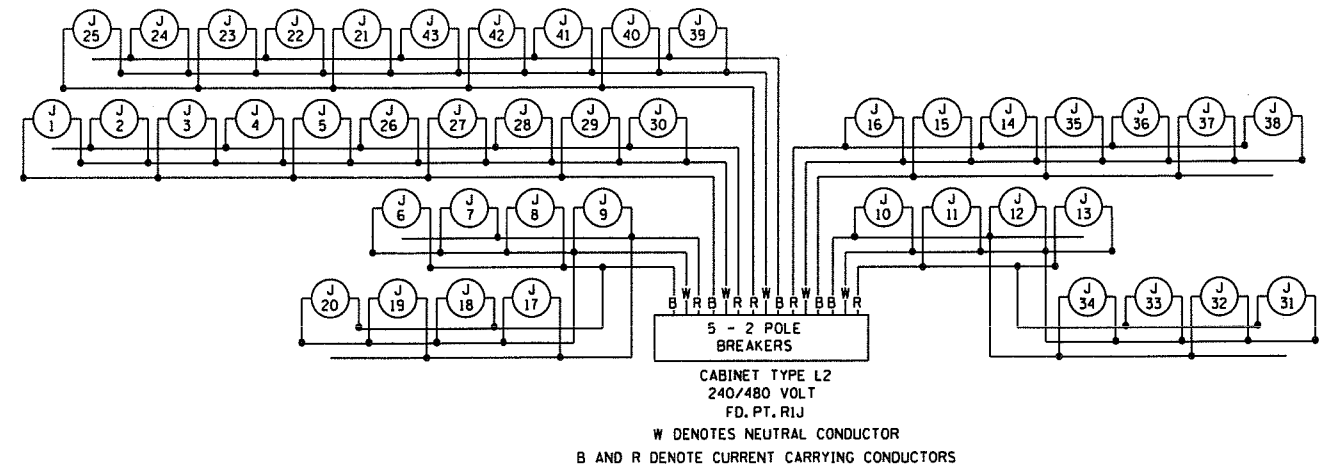 J 25 J 24 J 23 J 22 J 21 J 43 J 42 J 41 J 40 J 39
J 1 J 2 J 3 J 4 J 5 J 26 J 27 J 28 J 29 J 30
J 16 J 15 J 14 J 35 J 36 J 37 J 38
J 6 J 7 J 8 J 9
J 10 J 11 J 12 J 13
J 20 J 19 J 18 J 17
J 34 J 33 J 32 J 31
B W R B W R R W B R W B B W R
5 - 2 POLE
BREAKERS
CABINET TYPE L2
240/480 VOLT
FD. PT. R1J
W DENOTES NEUTRAL CONDUCTOR
B AND R DENOTE CURRENT CARRYING CONDUCTORS